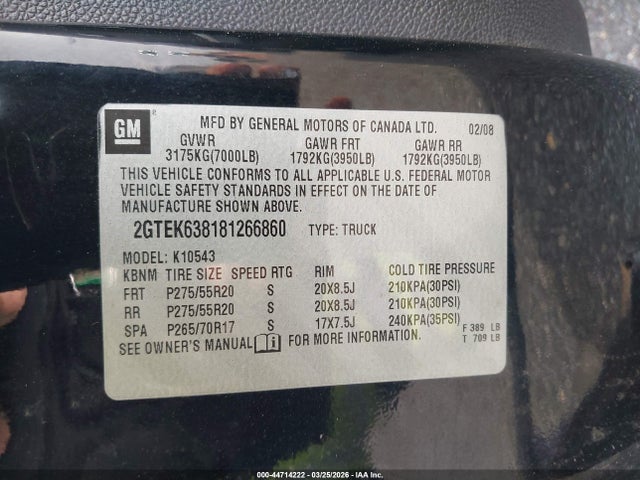 GM ®
MFD BY GENERAL MOTORS OF CANADA LTD. 02/08
GVWR GAWR FRT GAWR RR
3175KG(7000LB) 1792KG(3950LB) 1792KG(3950LB)
THIS VEHICLE CONFORMS TO ALL APPLICABLE U.S. FEDERAL MOTOR
VEHICLE SAFETY STANDARDS IN EFFECT ON THE DATE OF
MANUFACTURE SHOWN ABOVE.
2GTEK638181266860 TYPE: TRUCK
MODEL: K10543
KBNM TIRE SIZE SPEED RTG RIM COLD TIRE PRESSURE
FRT P275/55R20 S 20X8.5J 210KPA(30PSI)
RR P275/55R20 S 20X8.5J 210KPA(30PSI)
SPA P265/70R17 S 17X7.5J 240KPA(35PSI)
SEE OWNER'S MANUAL FOR MORE INFORMATION.
F 389 LB
T 709 LB
000-44714222 - 03/25/2026 - IAA Inc.